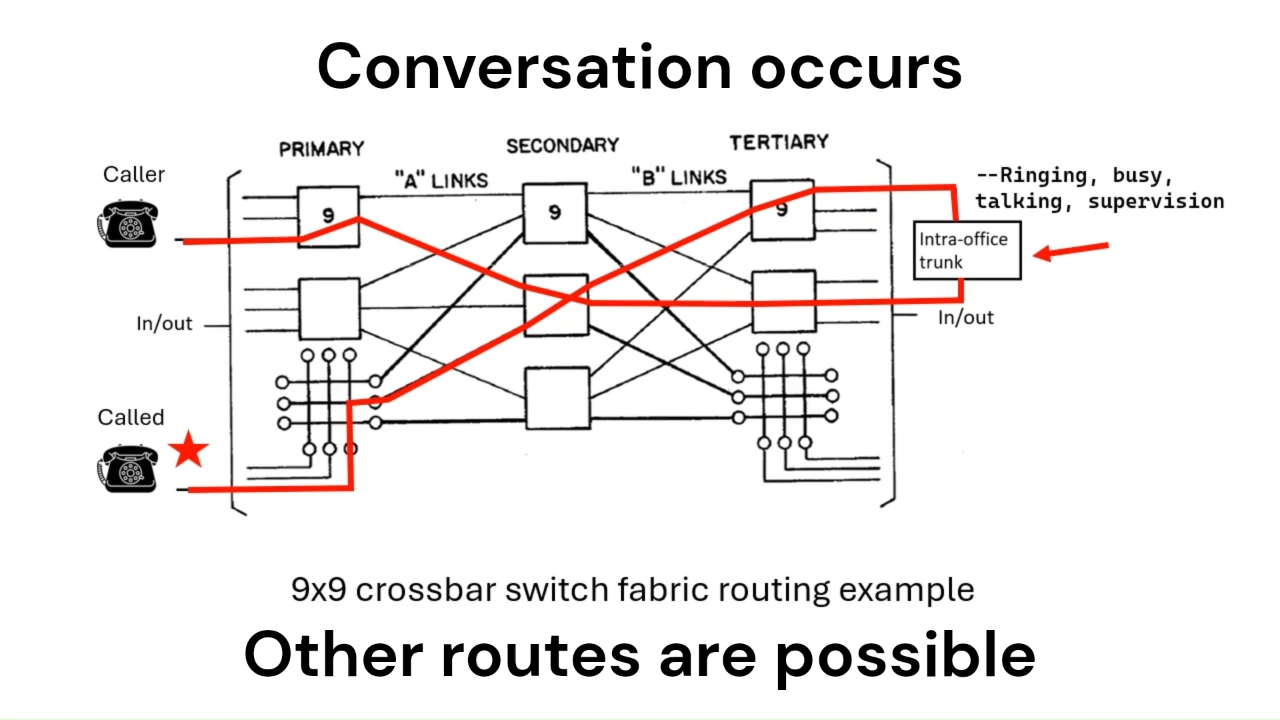 Conversation occurs
PRIMARY
SECONDARY
TERTIARY
"A" LINKS
"B" LINKS
Caller
--Ringing, busy,
talking, supervision
9
9
9
Intra-office
trunk
In/out
In/out
Called
9x9 crossbar switch fabric routing example
Other routes are possible